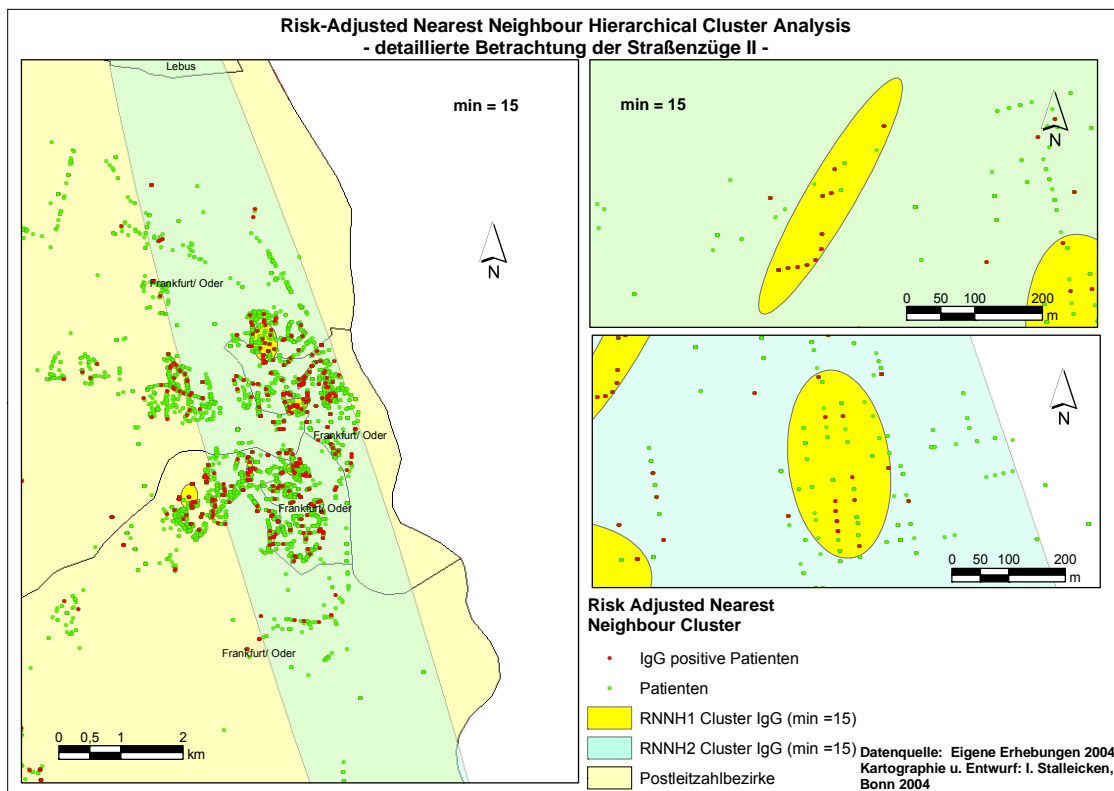 Risk-Adjusted Nearest Neighbour Hierarchical Cluster Analysis
- detaillierte Betrachtung der Straßenzüge II -
Lebus
min = 15
N
Frankfurt/ Oder
Frankfurt/ Oder
Frankfurt/ Oder
Frankfurt/ Oder
0 0,5 1 2
km
min = 15
N
0 50 100 200
m
N
0 50 100 200
m
Risk Adjusted Nearest
Neighbour Cluster
IgG positive Patienten
Patienten
RNNH1 Cluster IgG (min =15)
RNNH2 Cluster IgG (min =15)
Postleitzahlbezirke
Datenquelle: Eigene Erhebungen 2004
Kartographie u. Entwurf: I. Stalleicken,
Bonn 2004